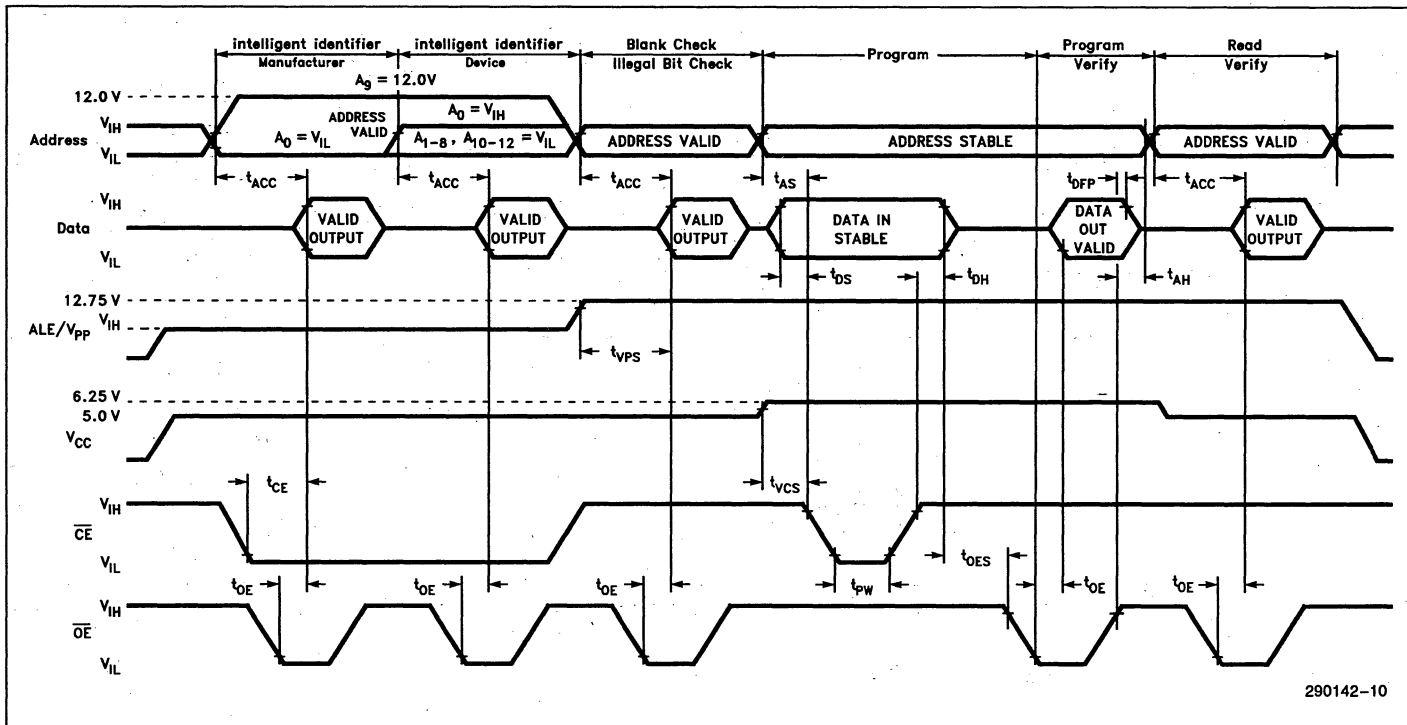 intelligent identifier
Manufacturer
intelligent identifier
Device
Blank Check
Illegal Bit Check
Program
Program
Verify
Read
Verify
A9 = 12.0V
12.0 V
Address
VIH
VIL
ADDRESS
VALID
A0 = VIH
A0 = VIL
A1-8, A10-12 = VIL
ADDRESS VALID
ADDRESS STABLE
ADDRESS VALID
tACC
tACC
tACC
tAS
tDFP
tACC
Data
VIH
VIL
VALID
OUTPUT
VALID
OUTPUT
VALID
OUTPUT
DATA IN
STABLE
DATA
OUT
VALID
VALID
OUTPUT
tDS
tDH
tAH
12.75 V
ALE/VPP
VIH
tVPS
6.25 V
5.0 V
VCC
tCE
tVCS
VIH
CE
VIL
tOES
tPW
tOE
tOE
tOE
tOE
tOE
VIH
OE
VIL
290142-10